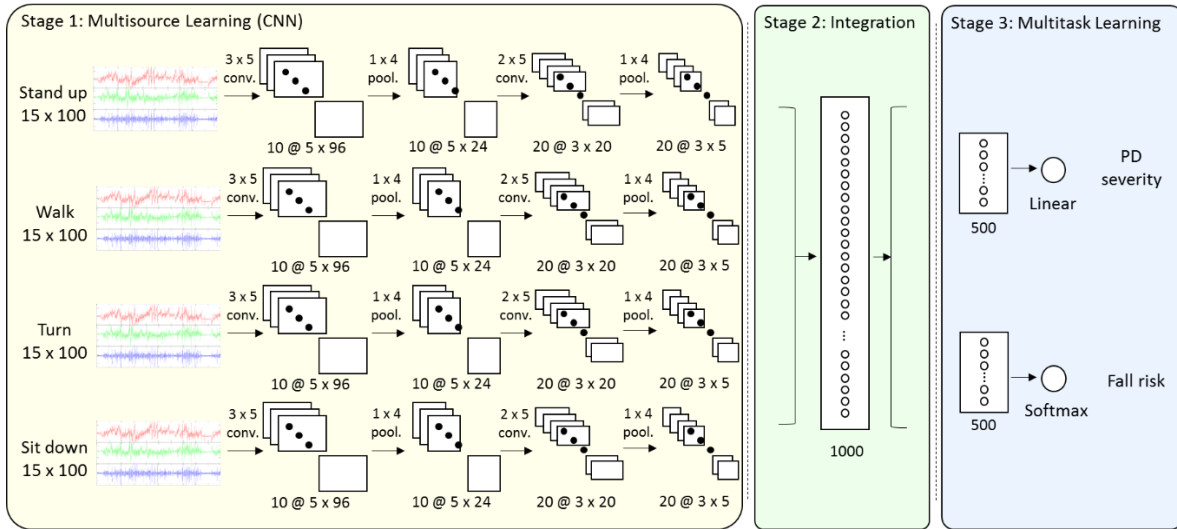 Stage 1: Multisource Learning (CNN)
Stage 2: Integration
Stage 3: Multitask Learning
Stand up
15 x 100
3 x 5
conv.
1 x 4
pool.
2 x 5
conv.
1 x 4
pool.
10 @ 5 x 96
10 @ 5 x 24
20 @ 3 x 20
20 @ 3 x 5
Walk
15 x 100
3 x 5
conv.
1 x 4
pool.
2 x 5
conv.
1 x 4
pool.
10 @ 5 x 96
10 @ 5 x 24
20 @ 3 x 20
20 @ 3 x 5
Turn
15 x 100
3 x 5
conv.
1 x 4
pool.
2 x 5
conv.
1 x 4
pool.
10 @ 5 x 96
10 @ 5 x 24
20 @ 3 x 20
20 @ 3 x 5
Sit down
15 x 100
3 x 5
conv.
1 x 4
pool.
2 x 5
conv.
1 x 4
pool.
10 @ 5 x 96
10 @ 5 x 24
20 @ 3 x 20
20 @ 3 x 5
1000
500
Linear
PD
severity
500
Softmax
Fall risk